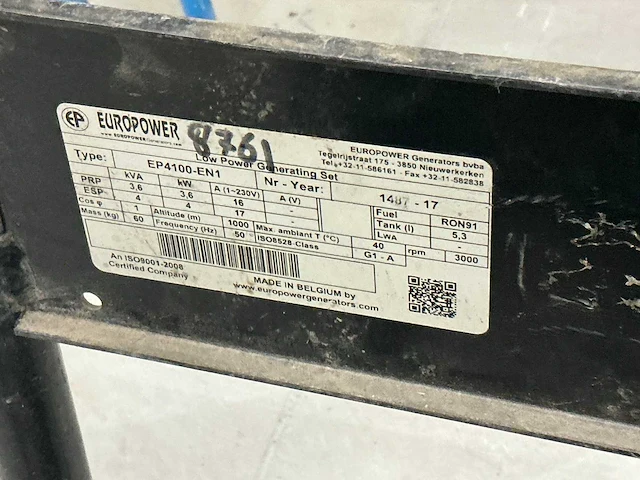 EP EUROPOWER
www.EUROPOWERGenerators.com
8761
Low Power Generating Set
EUROPOWER Generators bvba
Tegelrijstraat 175 - 3850 Nieuwerkerken
Tel.+32-11-586161 - Fax.+32-11-582838
Type: EP4100-EN1 Nr - Year: 1487 - 17
kVA kW A (1~230V) A (V) Fuel RON91
PRP 3,6 3,6 16 - Tank (l) 5,3
ESP 4 4 17 - LWA -
Cos φ 1 Altitude (m) 1000 Max. ambiant T (°C) 40 rpm 3000
Mass (kg) 60 Frequency (Hz) 50 ISO8528-Class G1 - A
An ISO9001-2008
Certified Company
MADE IN BELGIUM by
www.europowergenerators.com